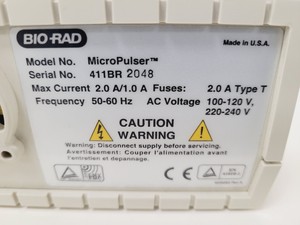 BIO-RAD
Made in U.S.A.
Model No. MicroPulser™
Serial No. 411BR 2048
Max Current 2.0 A/1.0 A Fuses: 2.0 A Type T
Frequency 50-60 Hz AC Voltage 100-120 V,
220-240 V
CAUTION
WARNING
Warning: Disconnect supply before servicing.
Avertissement: Couper l'alimentation avant
l'entretien et le dépannage.